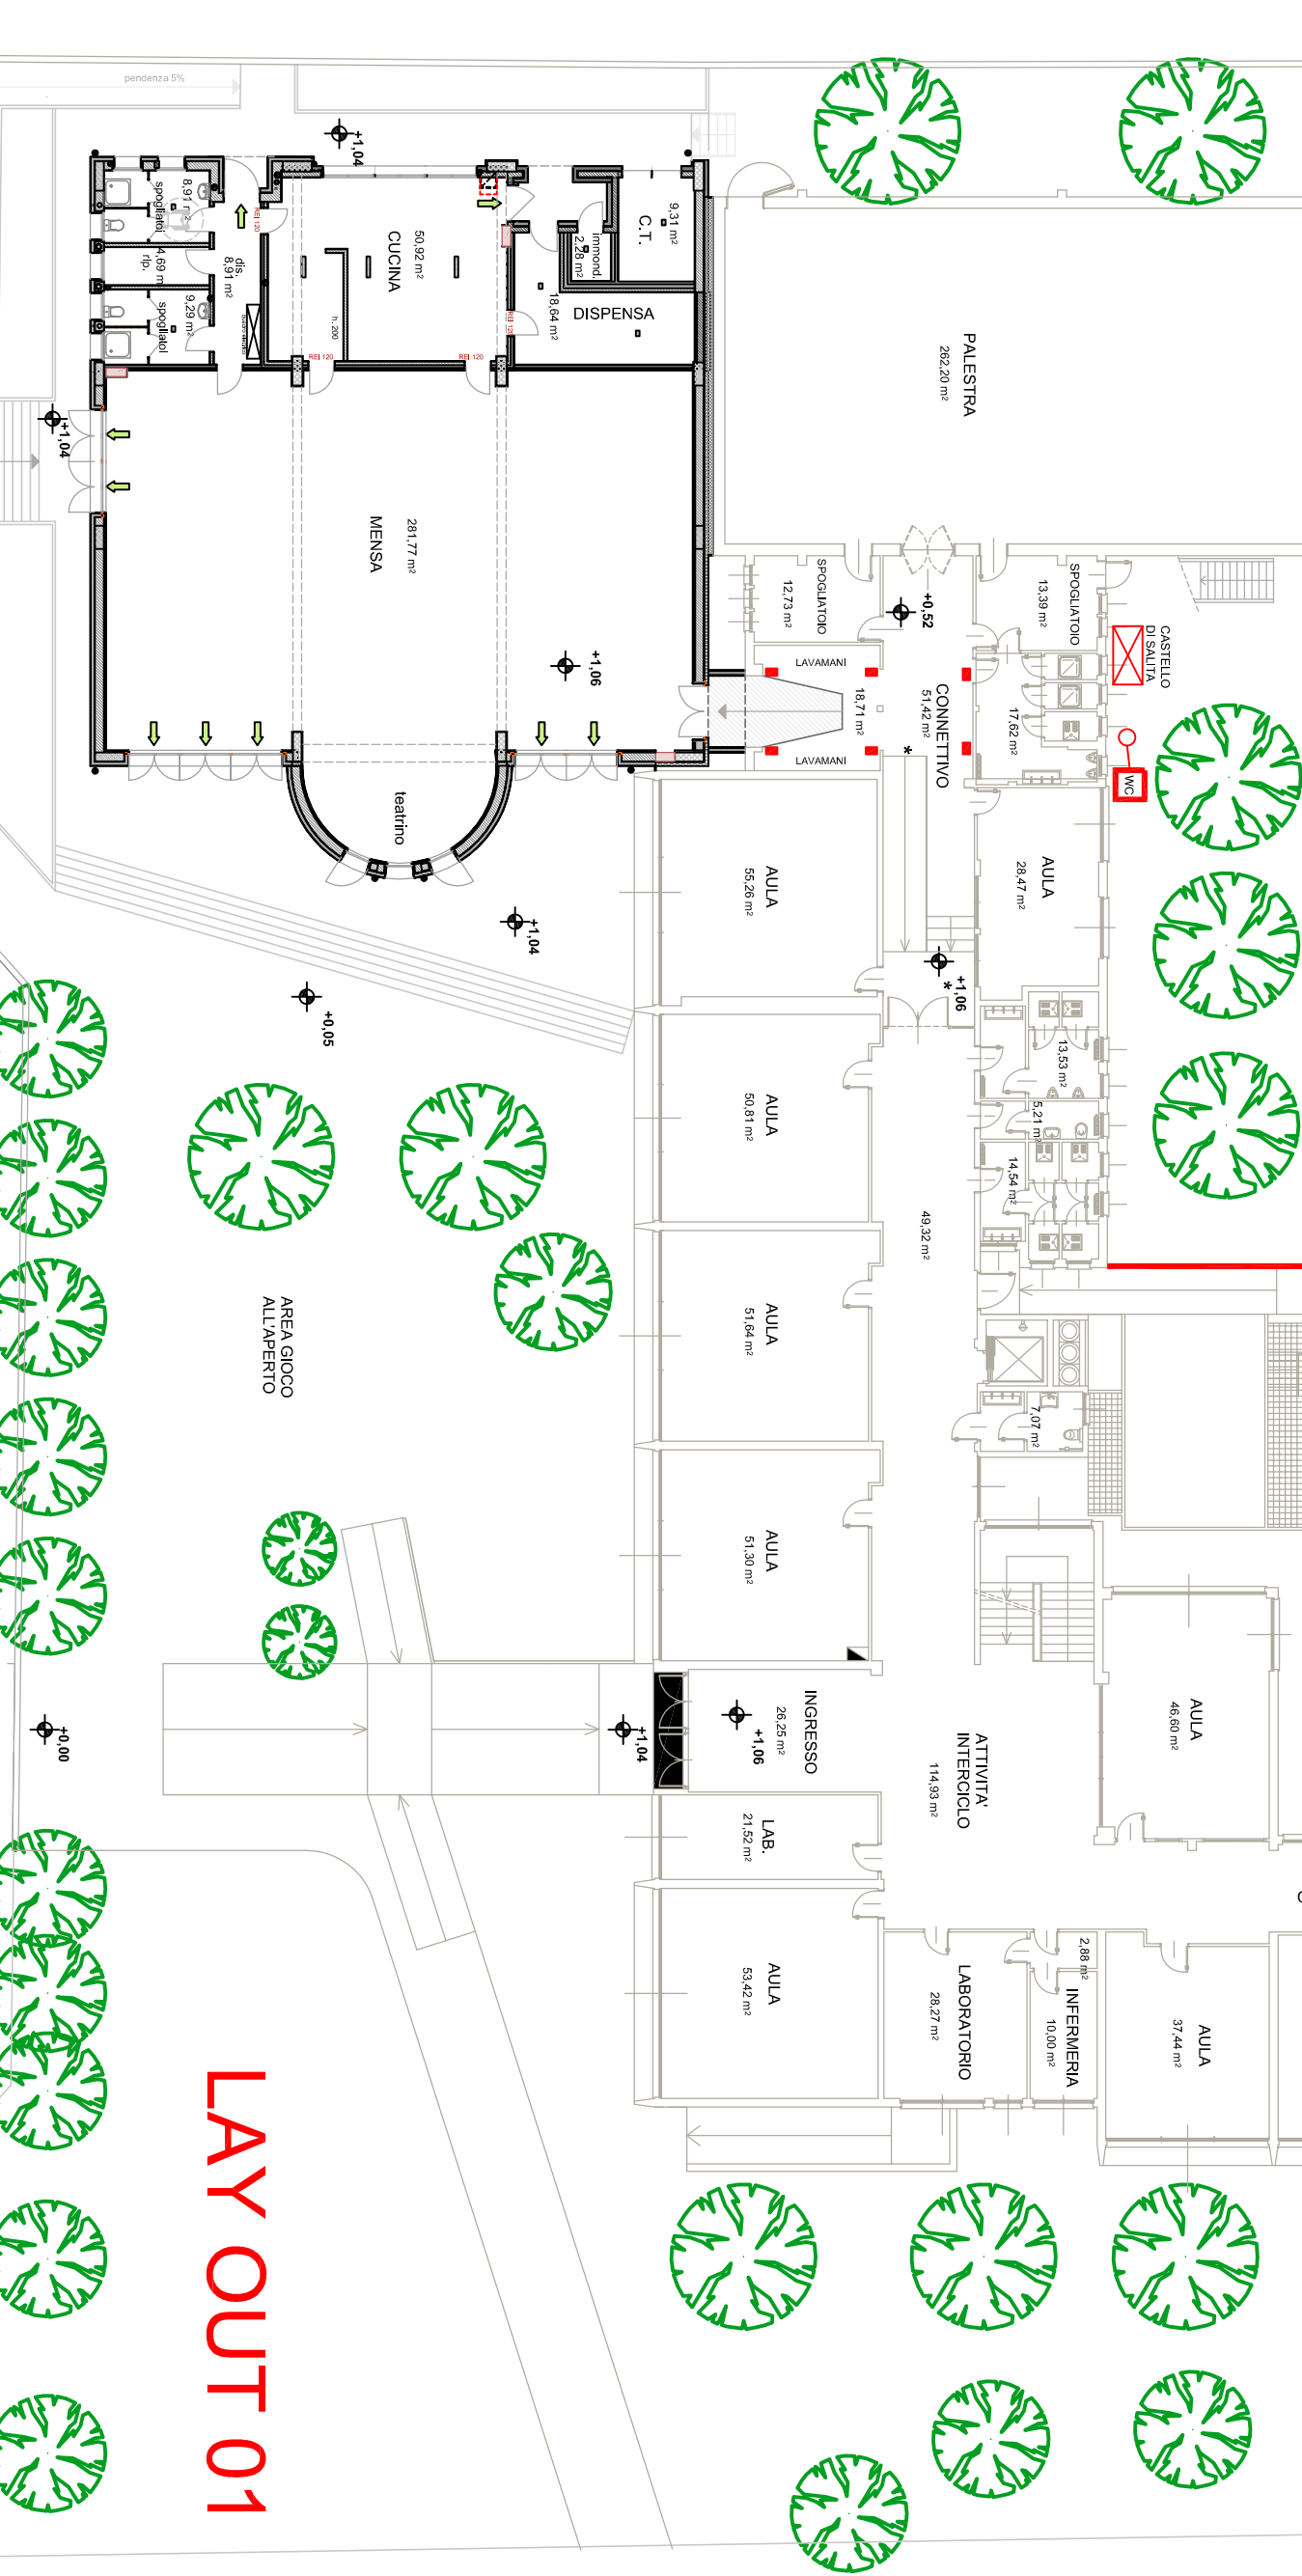 pendenza 5%
+1,04
8,91 m²
spogliatoi
4,69 m
rip.
9,29 m²
spogliatoi
dis.
8,91 m²
REI 120
50,92 m²
CUCINA
h. 200
REI 120
REI 120
REI 120
9,31 m²
C.T.
immond.
2,28 m²
18,64 m²
DISPENSA
PALESTRA
262,20 m²
+1,04
281,77 m²
MENSA
+1,06
teatrino
SPOGLIATOIO
12,73 m²
+0,52
SPOGLIATOIO
13,39 m²
CASTELLO
DI SALITA
LAVAMANI
18,71 m²
LAVAMANI
CONNETTIVO
51,42 m²
*
17,62 m²
WC
AULA
55,26 m²
AULA
28,47 m²
+1,04
+1,06
*
+0,05
13,53 m²
5,21 m²
14,54 m²
AULA
50,81 m²
49,32 m²
AULA
51,64 m²
AREA GIOCO
ALL'APERTO
7,07 m²
AULA
51,30 m²
INGRESSO
26,25 m²
+1,06
+1,04
+0,00
ATTIVITA'
INTERCICLO
114,93 m²
AULA
46,60 m²
LAB.
21,52 m²
AULA
53,42 m²
LABORATORIO
28,27 m²
2,88 m²
INFERMERIA
10,00 m²
AULA
37,44 m²
LAY OUT 01